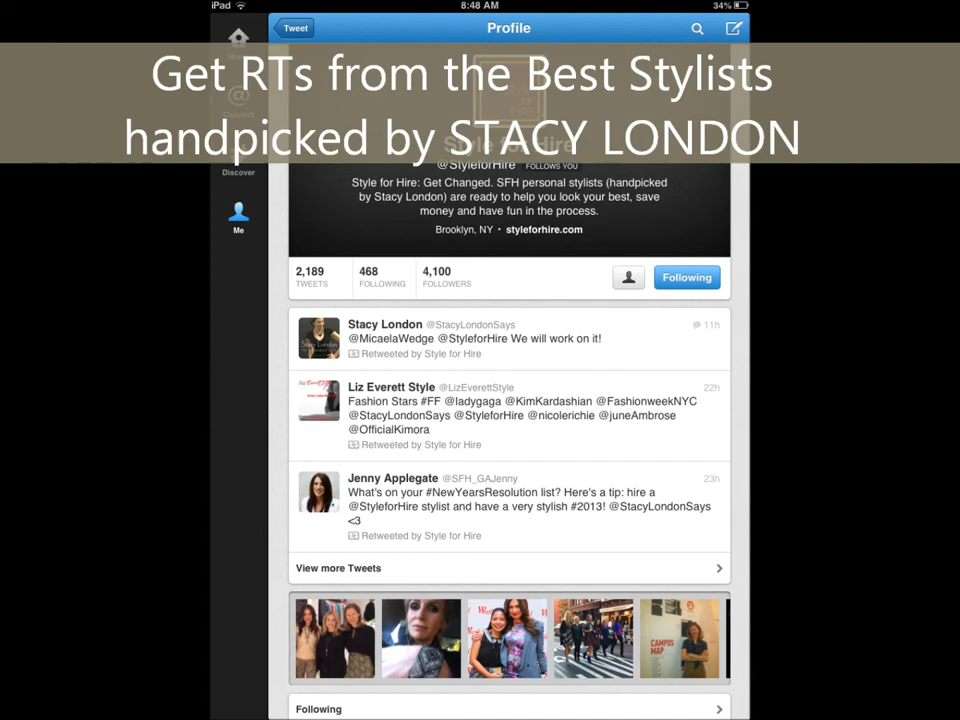 iPad
8:48 AM
34%
Tweet
Profile
Get RTs from the Best Stylists
handpicked by STACY LONDON
Style for Hire
@StyleforHire FOLLOWS YOU
Discover
Me
Style for Hire: Get Changed. SFH personal stylists (handpicked
by Stacy London) are ready to help you look your best, save
money and have fun in the process.
Brooklyn, NY • styleforhire.com
2,189
TWEETS
468
FOLLOWING
4,100
FOLLOWERS
Following
Stacy London @StacyLondonSays
11h
@MicaelaWedge @StyleforHire We will work on it!
Retweeted by Style for Hire
Liz Everett Style @LizEverettStyle
22h
Fashion Stars #FF @ladygaga @KimKardashian @FashionweekNYC
@StacyLondonSays @StyleforHire @nicolerichie @juneAmbrose
@OfficialKimora
Retweeted by Style for Hire
Jenny Applegate @SFH_GAJenny
23h
What's on your #NewYearsResolution list? Here's a tip: hire a
@StyleforHire stylist and have a very stylish #2013! @StacyLondonSays
<3
Retweeted by Style for Hire
View more Tweets
CAMPUS
MAP
Following